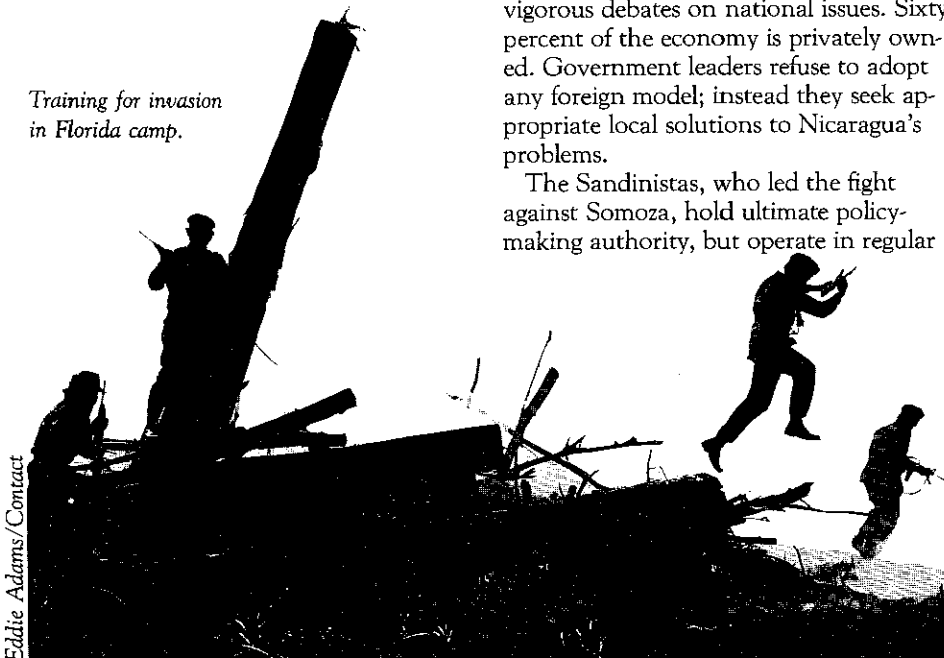 Training for invasion
in Florida camp.
vigorous debates on national issues. Sixty
percent of the economy is privately own-
ed. Government leaders refuse to adopt
any foreign model; instead they seek ap-
propriate local solutions to Nicaragua's
problems.
The Sandinistas, who led the fight
against Somoza, hold ultimate policy-
making authority, but operate in regular
Eddie Adams/Contact